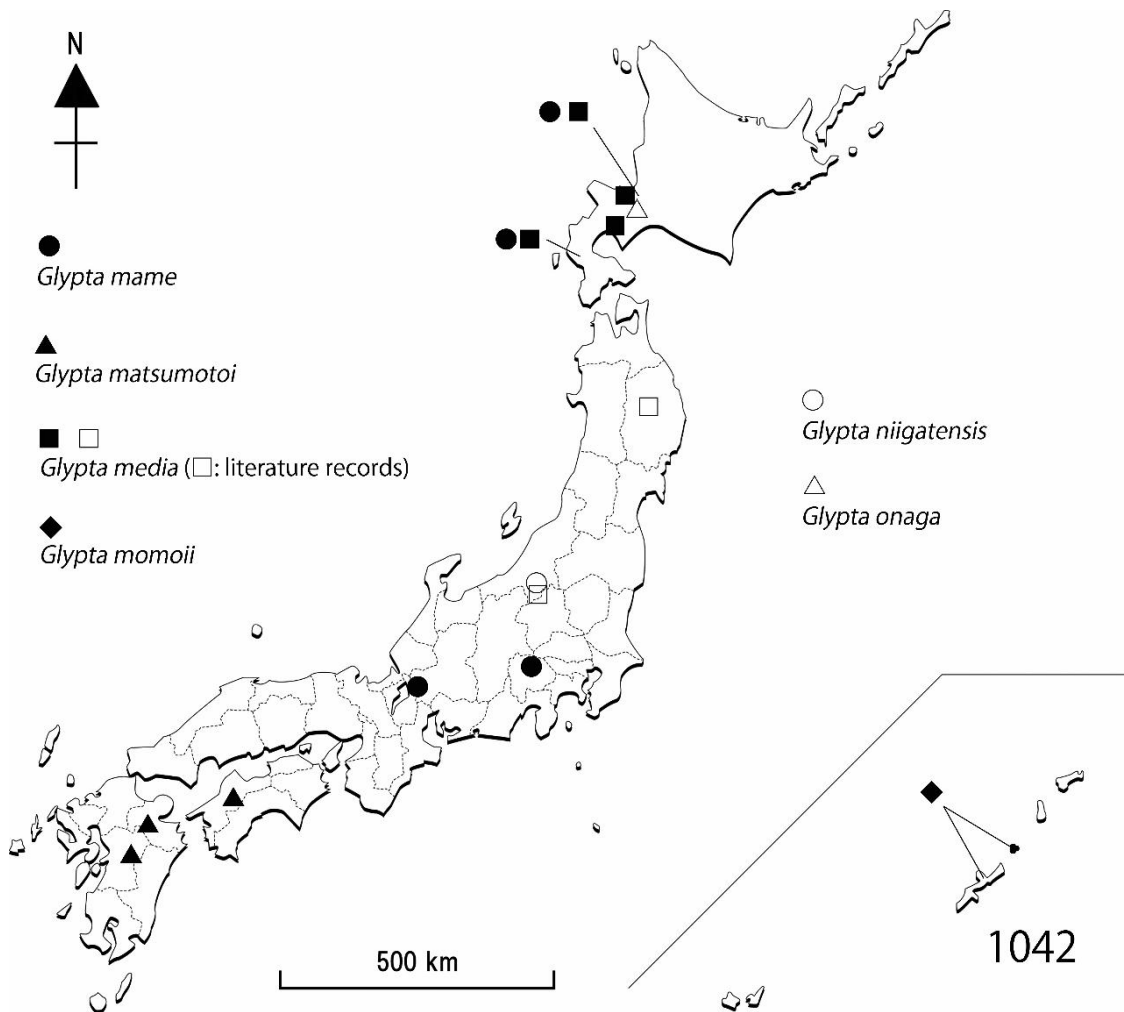 N
Glypta mame
Glypta matsumotoi
Glypta media (□: literature records)
Glypta momoii
Glypta niigatensis
Glypta onaga
500 km
1042